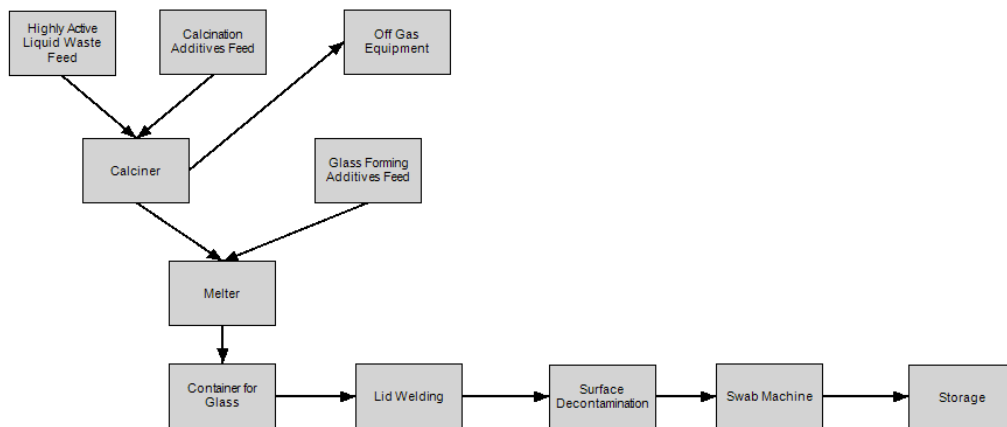 Highly Active
Liquid Waste
Feed
Calcination
Additives Feed
Off Gas
Equipment
Calciner
Glass Forming
Additives Feed
Melter
Container for
Glass
Lid Welding
Surface
Decontamination
Swab Machine
Storage